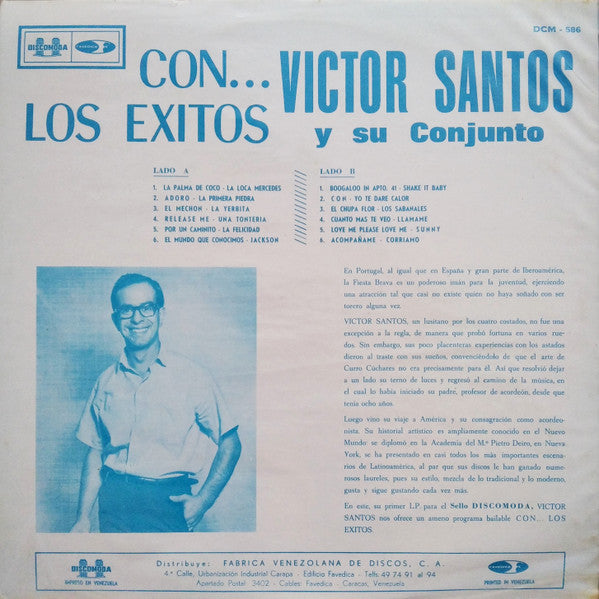 DISCOMODA
FAVEDICA
DCM - 586
CON... VICTOR SANTOS
LOS EXITOS y su Conjunto
LADO A
1. LA PALMA DE COCO - LA LOCA MERCEDES
2. ADORO - LA PRIMERA PIEDRA
3. EL MECHON - LA YERBITA
4. RELEASE ME - UNA TONTERIA
5. POR UN CAMINITO - LA FELICIDAD
6. EL MUNDO QUE CONOCIMOS - JACKSON
LADO B
1. BOOGALOO IN APTO. 41 - SHAKE IT BABY
2. CON - YO TE DARE CALOR
3. EL CHUPA FLOR - LOS SABANALES
4. CUANTO MAS TE VEO - LLAMAME
5. LOVE ME PLEASE LOVE ME - SUNNY
6. ACOMPAÑAME - CORRIAMO
En Portugal, al igual que en España y gran parte de Iberoamérica,
la Fiesta Brava es un poderoso imán para la juventud, ejerciendo
una atracción tal que casi no existe quién no haya soñado con ser
torero alguna vez.
VICTOR SANTOS, un lusitano por los cuatro costados, no fue una
excepción a la regla, de manera que probó fortuna en varios rue-
dos. Sin embargo, sus poco placenteras experiencias con los astados
dieron al traste con sus sueños, convenciéndolo de que el arte de
Curro Cúchares no era precisamente para él. Así que resolvió dejar
a un lado su terno de luces y regresó al camino de la música, en
el cual lo había iniciado su padre, profesor de acordeón, desde que
tenía ocho años.
Luego vino su viaje a América y su consagración como acordeo-
nista. Su historial artístico es ampliamente conocido en el Nuevo
Mundo: se diplomó en la Academia del M.º Pietro Deiro, en Nueva
York, se ha presentado en casi todos los más importantes escena-
rios de Latinoamérica, al par que sus discos le han ganado nume-
rosos laureles, pues su estilo, mezcla de lo tradicional y lo moderno,
gusta y sigue gustando cada vez más.
En este, su primer LP. para el Sello DISCOMODA, VICTOR
SANTOS nos ofrece un ameno programa bailable CON... LOS
EXITOS.
DISCOMODA
IMPRESO EN VENEZUELA
Distribuye: FABRICA VENEZOLANA DE DISCOS, C. A.
4ª Calle, Urbanización Industrial Carapa - Edificio Favedica - Telfs. 49 74 91 al 94
Apartado Postal 3402 - Cables: Favedica - Caracas, Venezuela
PRINTED IN VENEZUELA